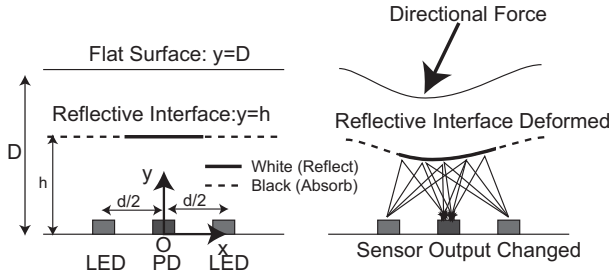 Directional Force
Flat Surface: y=D
Reflective Interface:y=h
Reflective Interface Deformed
D
White (Reflect)
Black (Absorb)
h
y
d/2
d/2
O
x
LED
PD
LED
Sensor Output Changed